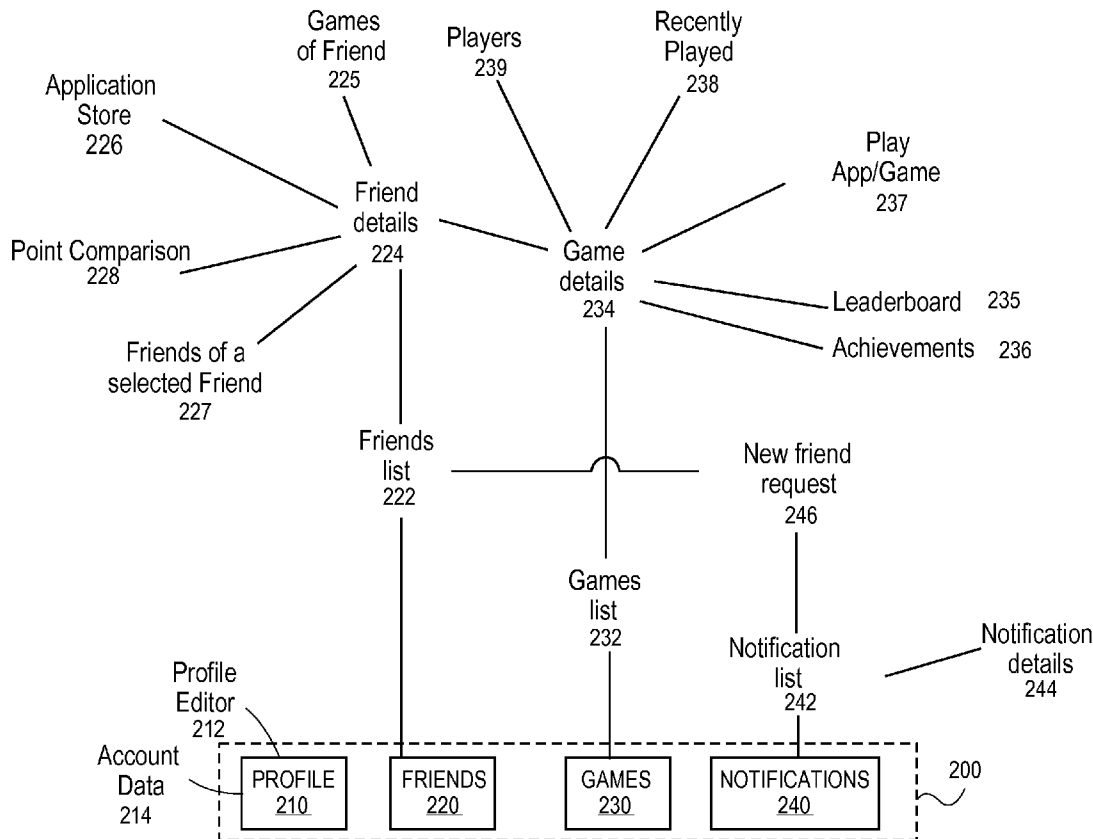 Games
of Friend
225
Players
239
Recently
Played
238
Application
Store
226
Play
App/Game
237
Friend
details
224
Point Comparison
228
Game
details
234
Leaderboard 235
Achievements 236
Friends of a
selected Friend
227
Friends
list
222
New friend
request
246
Games
list
232
Notification
list
242
Notification
details
244
Profile
Editor
212
Account
Data
214
PROFILE
210
FRIENDS
220
GAMES
230
NOTIFICATIONS
240
200